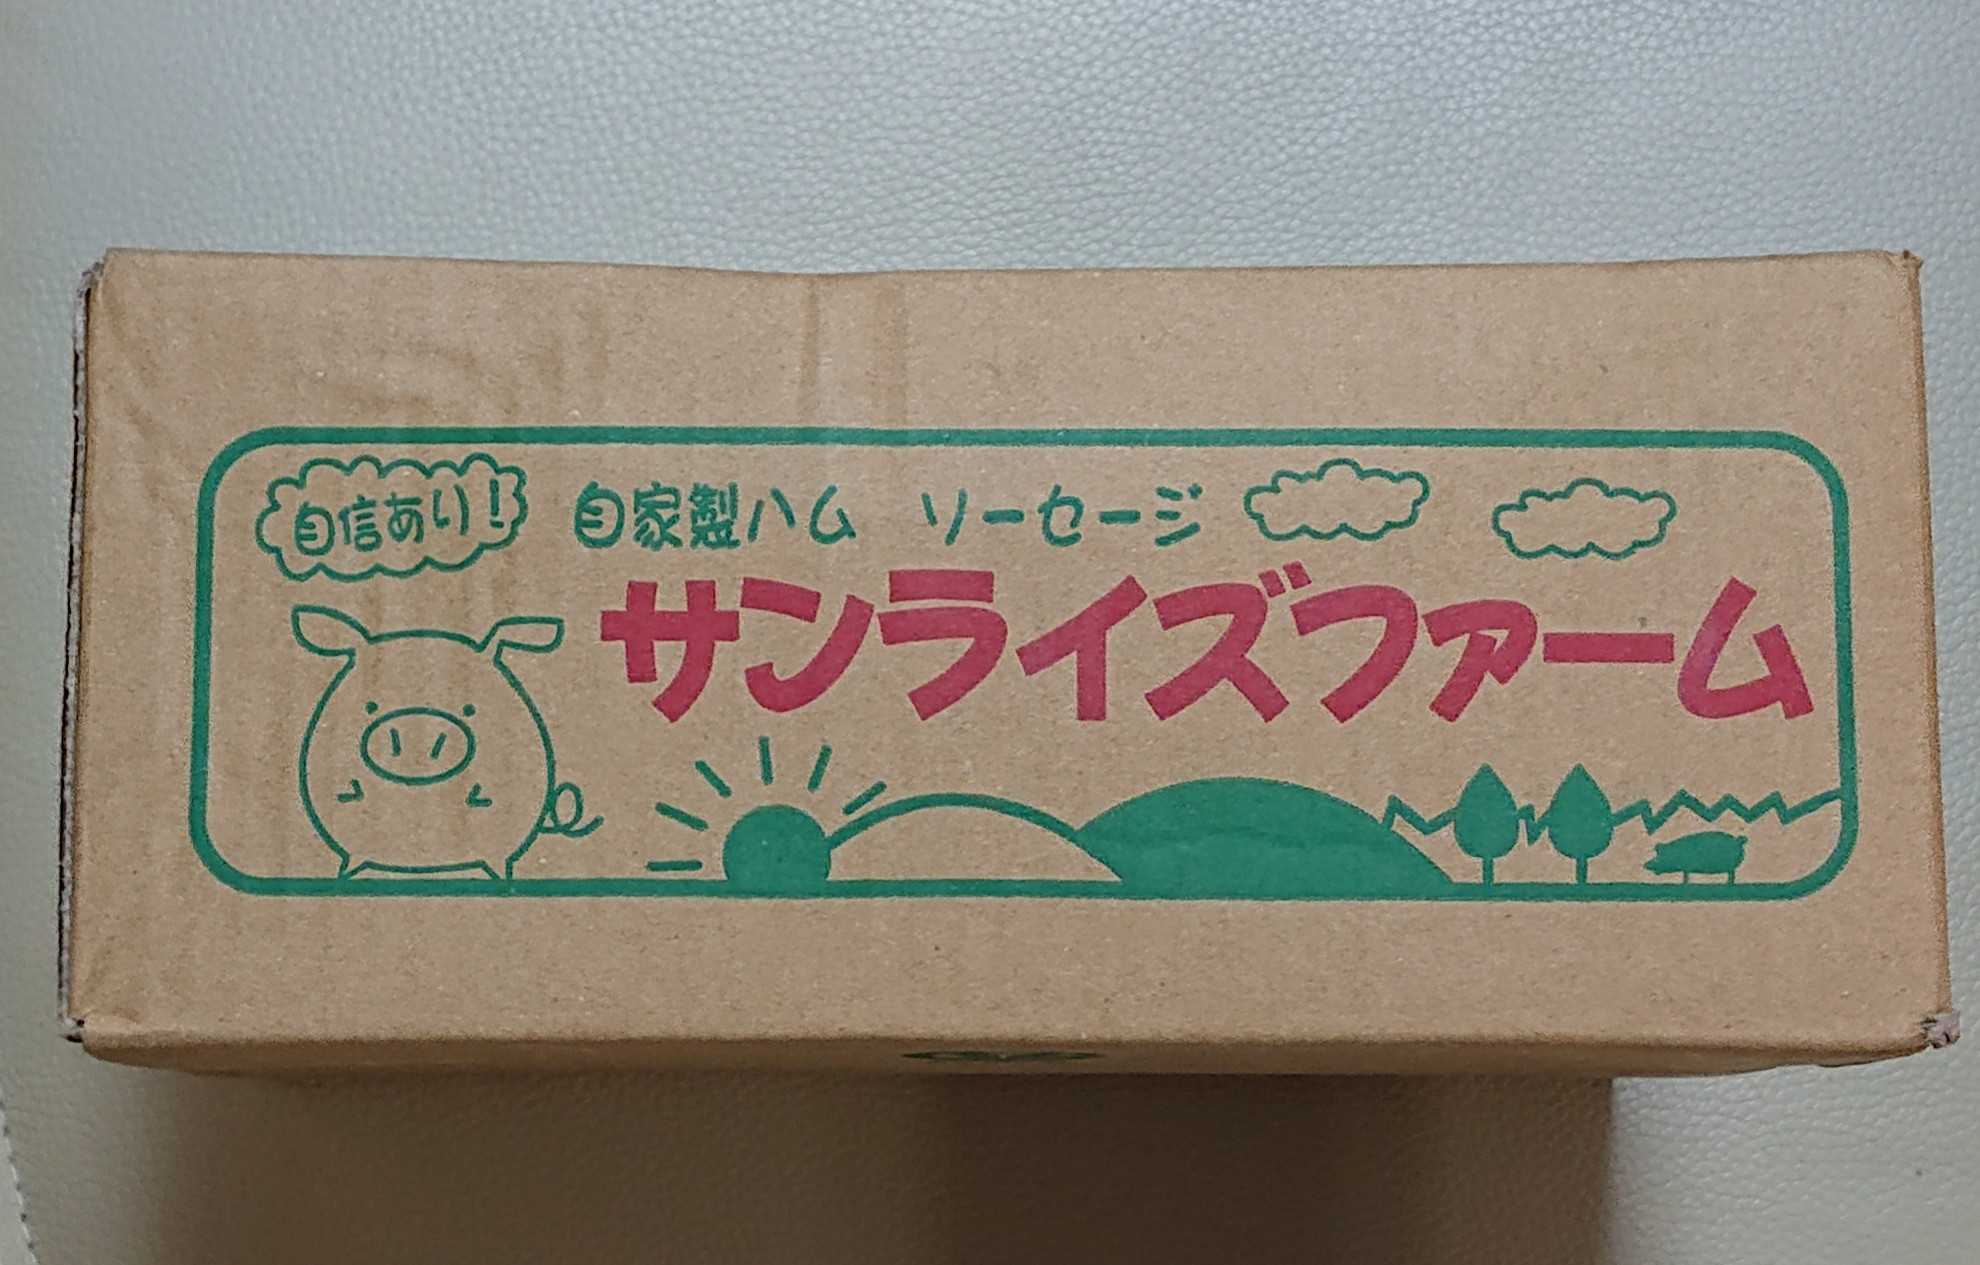 自信あり!
自家製ハム ソーセージ
サンライズファーム